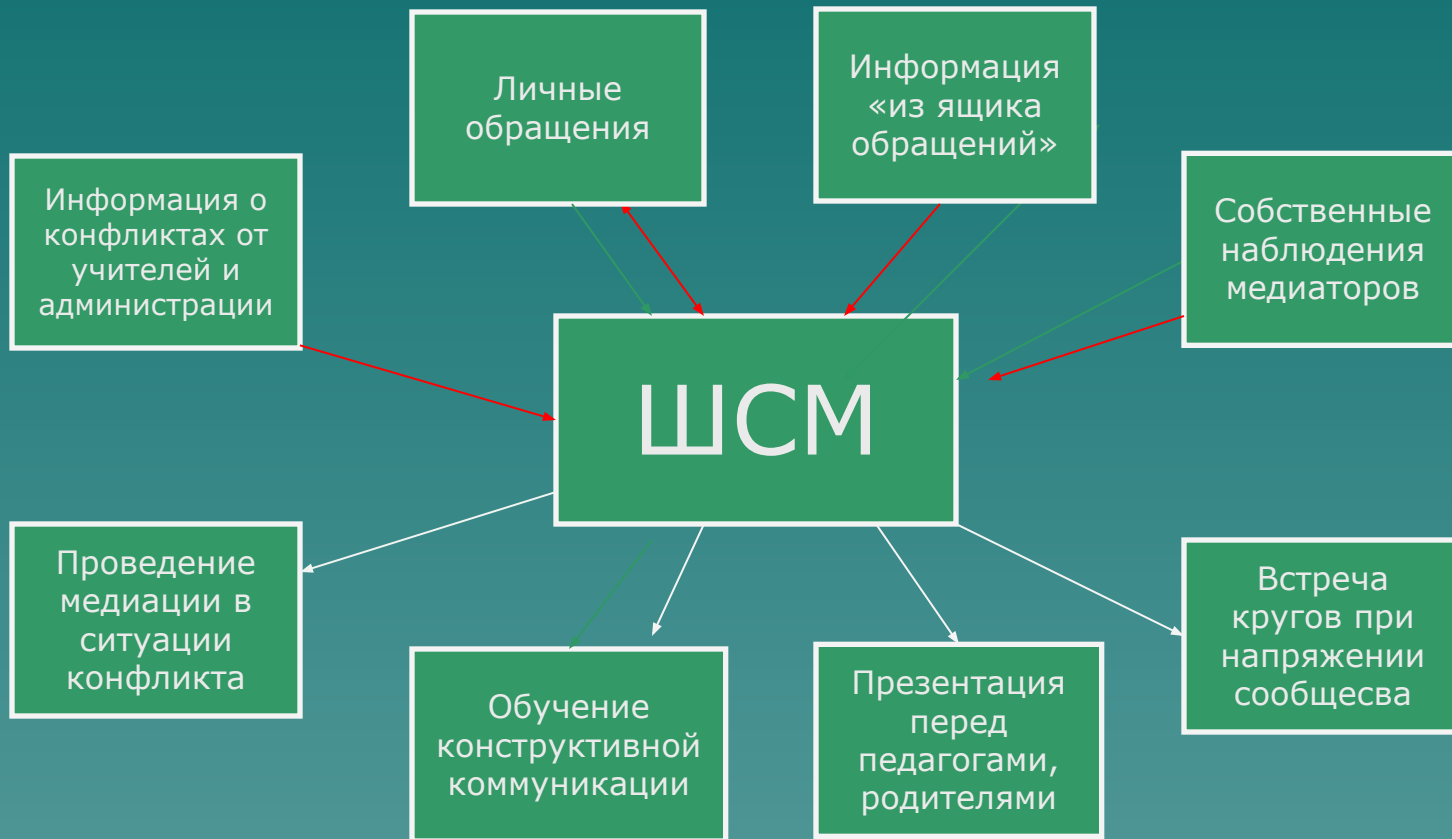 Личные
обращения
Информация
«из ящика
обращений»
Информация о
конфликтах от
учителей и
администрации
Собственные
наблюдения
медиаторов
ШСМ
Проведение
медиации в
ситуации
конфликта
Обучение
конструктивной
коммуникации
Презентация
перед
педагогами,
родителями
Встреча
кругов при
напряжении
сообщесва